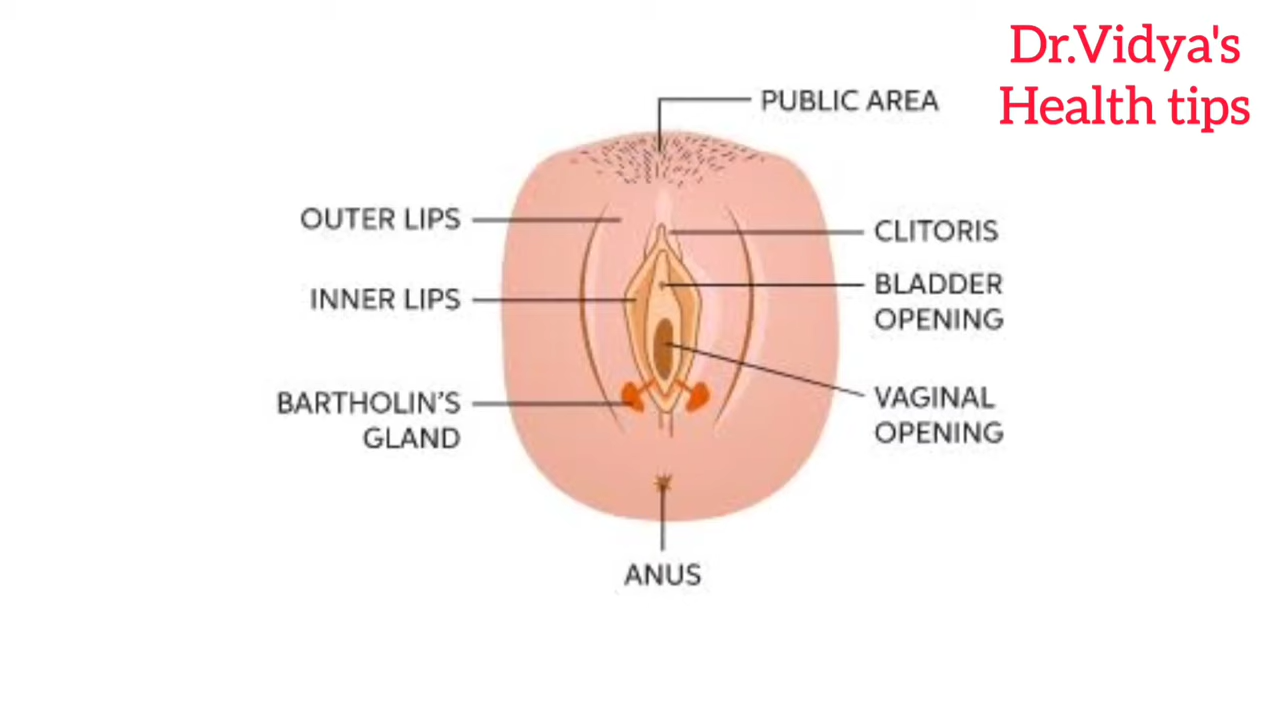 Dr.Vidya's
Health tips
PUBLIC AREA
OUTER LIPS
CLITORIS
INNER LIPS
BLADDER
OPENING
BARTHOLIN'S
GLAND
VAGINAL
OPENING
ANUS